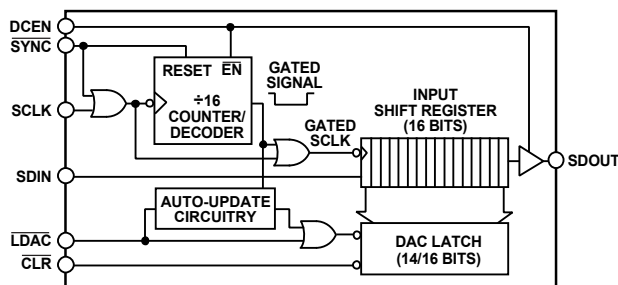 DCEN
SYNC
RESET EN
GATED
SIGNAL
÷16
COUNTER/
DECODER
SCLK
INPUT
SHIFT REGISTER
(16 BITS)
GATED
SCLK
SDIN
SDOUT
AUTO-UPDATE
CIRCUITRY
LDAC
CLR
DAC LATCH
(14/16 BITS)